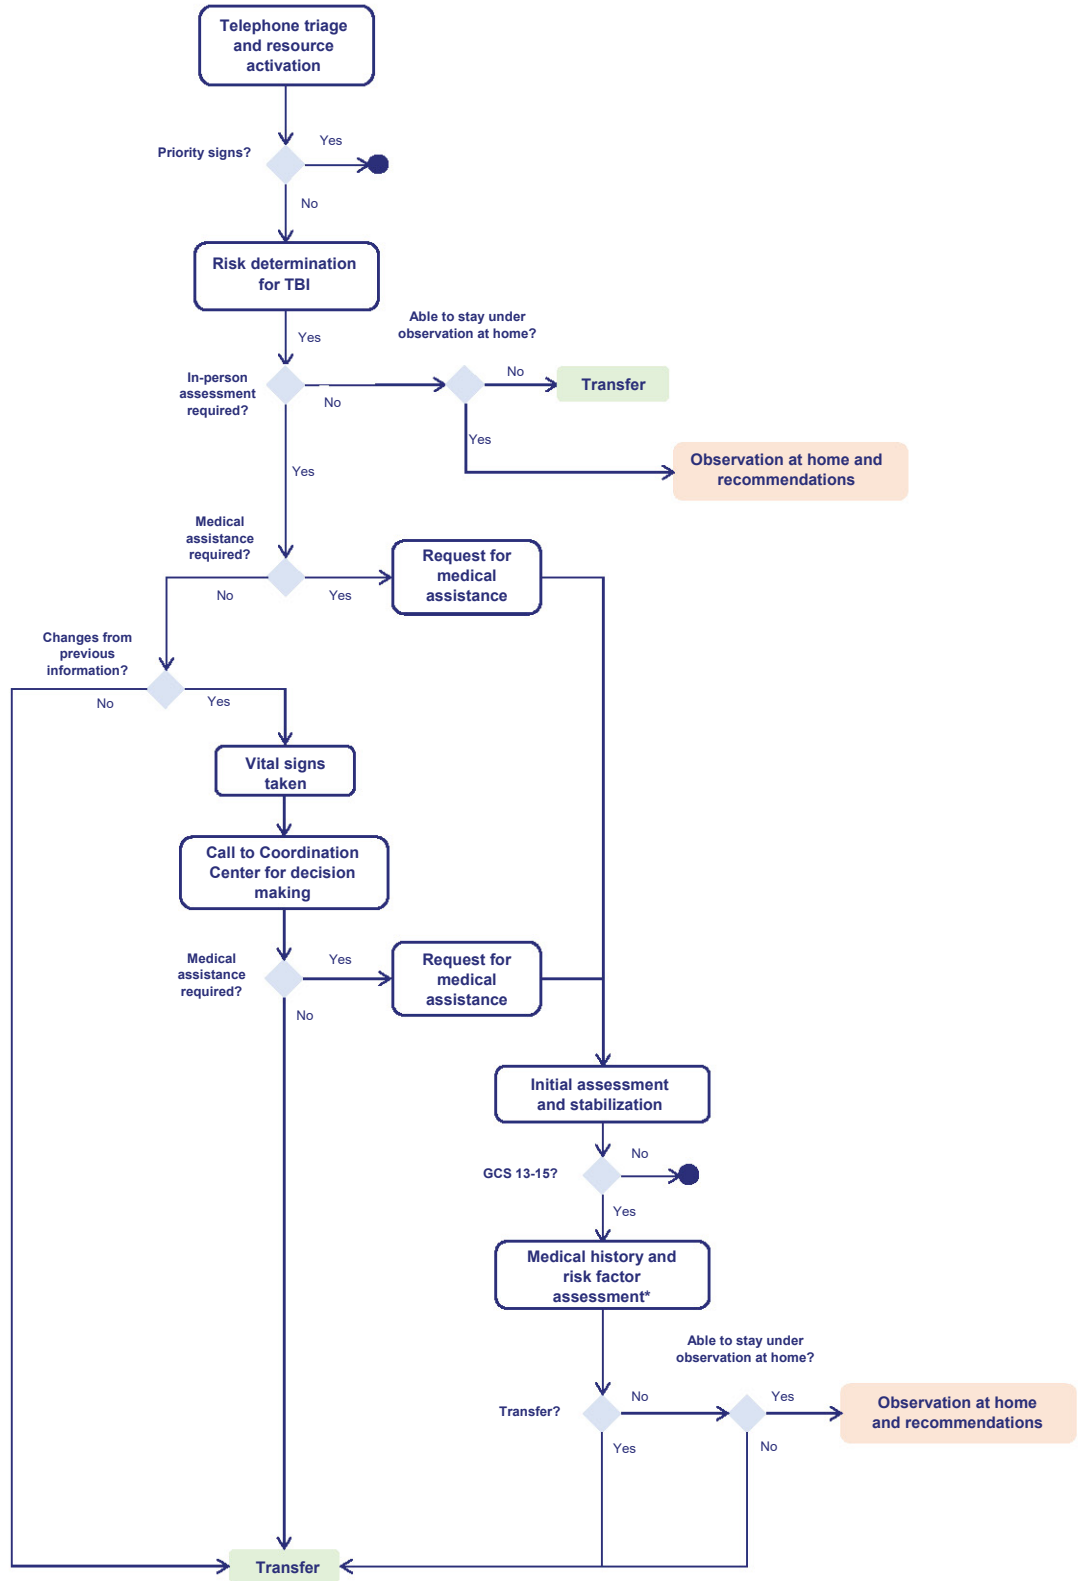 Telephone triage
and resource
activation
Priority signs?
Yes
No
Risk determination
for TBI
Yes
Able to stay under
observation at home?
In-person
assessment
required?
No
No
Transfer
Yes
Observation at home and
recommendations
Yes
Medical
assistance
required?
No
Yes
Request for
medical
assistance
Changes from
previous
information?
No
Yes
Vital signs
taken
Call to Coordination
Center for decision
making
Medical
assistance
required?
Yes
Request for
medical
assistance
No
Initial assessment
and stabilization
GCS 13-15?
No
Yes
Medical history and
risk factor
assessment*
Able to stay under
observation at home?
Transfer?
No
Yes
Observation at home
and recommendations
Yes
No
Transfer